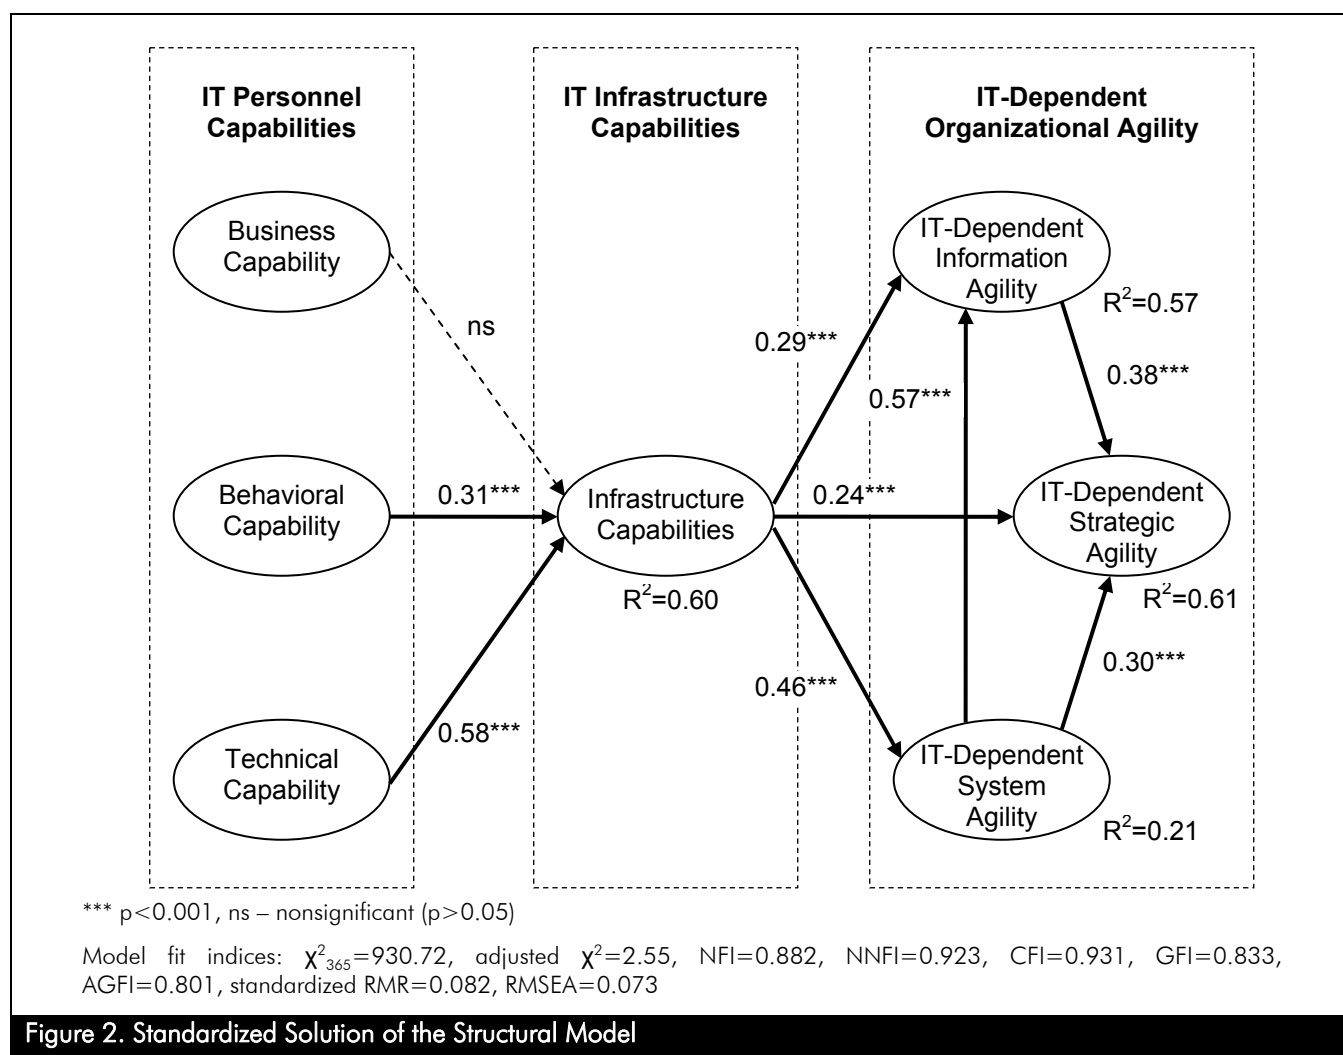 IT Personnel
Capabilities
IT Infrastructure
Capabilities
IT-Dependent
Organizational Agility
Business
Capability
IT-Dependent
Information
Agility
R²=0.57
ns
0.29***
0.38***
0.57***
Behavioral
Capability
0.31***
Infrastructure
Capabilities
0.24***
IT-Dependent
Strategic
Agility
R²=0.60
R²=0.61
0.30***
0.46***
0.58***
Technical
Capability
IT-Dependent
System
Agility
R²=0.21
*** p<0.001, ns – nonsignificant (p>0.05)
Model fit indices: χ²₃₆₅=930.72, adjusted χ²=2.55, NFI=0.882, NNFI=0.923, CFI=0.931, GFI=0.833,
AGFI=0.801, standardized RMR=0.082, RMSEA=0.073
Figure 2. Standardized Solution of the Structural Model